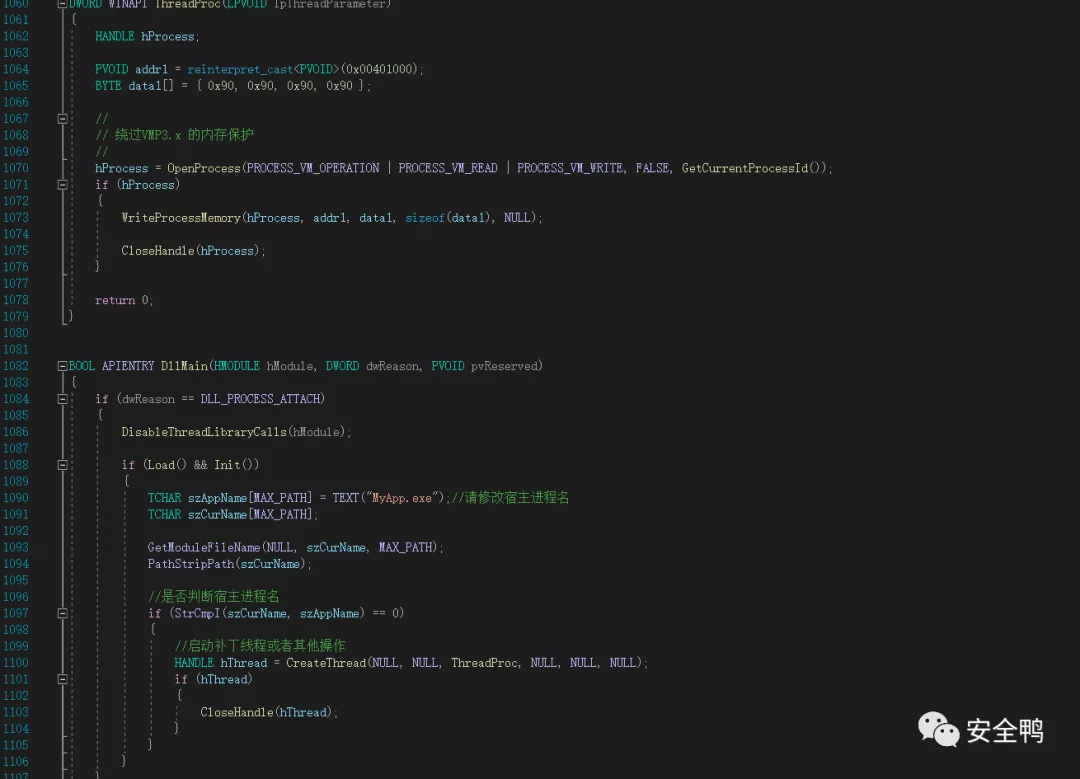 1060 DWORD WINAPI ThreadProc(LPVOID lpThreadParameter)
1061 {
1062 HANDLE hProcess;
1063
1064 PVOID addr1 = reinterpret_cast<PVOID>(0x00401000);
1065 BYTE data1[] = { 0x90, 0x90, 0x90, 0x90 };
1066
1067 //
1068 // 绕过VMP3.x 的内存保护
1069 //
1070 hProcess = OpenProcess(PROCESS_VM_OPERATION | PROCESS_VM_READ | PROCESS_VM_WRITE, FALSE, GetCurrentProcessId());
1071 if (hProcess)
1072 {
1073 WriteProcessMemory(hProcess, addr1, data1, sizeof(data1), NULL);
1074
1075 CloseHandle(hProcess);
1076 }
1077
1078 return 0;
1079 }
1080
1081
1082 BOOL APIENTRY DllMain(HMODULE hModule, DWORD dwReason, PVOID pvReserved)
1083 {
1084 if (dwReason == DLL_PROCESS_ATTACH)
1085 {
1086 DisableThreadLibraryCalls(hModule);
1087
1088 if (Load() && Init())
1089 {
1090 TCHAR szAppName[MAX_PATH] = TEXT("MyApp.exe");//请修改宿主进程名
1091 TCHAR szCurName[MAX_PATH];
1092
1093 GetModuleFileName(NULL, szCurName, MAX_PATH);
1094 PathStripPath(szCurName);
1095
1096 //是否判断宿主进程名
1097 if (StrCmpI(szCurName, szAppName) == 0)
1098 {
1099 //启动补丁线程或者其他操作
1100 HANDLE hThread = CreateThread(NULL, NULL, ThreadProc, NULL, NULL, NULL);
1101 if (hThread)
1102 {
1103 CloseHandle(hThread);
1104 }
1105 }
1106 }
1107 }
安全鸭